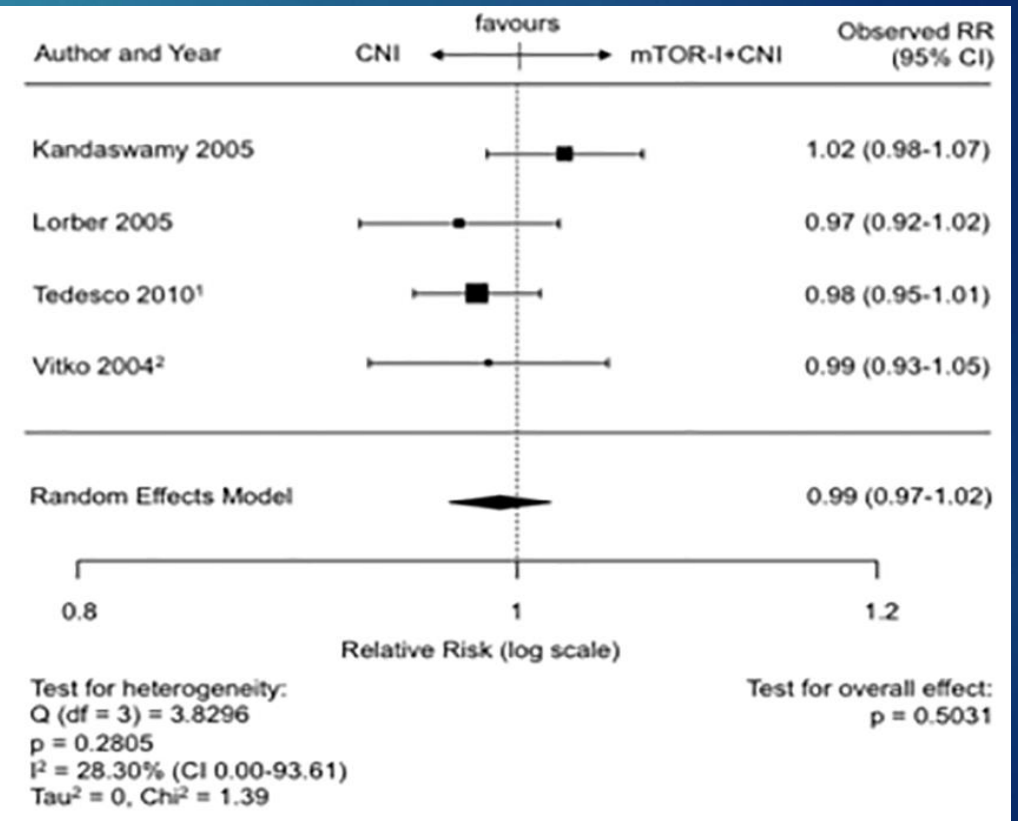 favours
Author and Year CNI mTOR-I+CNI Observed RR (95% CI)
Kandaswamy 2005 1.02 (0.98-1.07)
Lorber 2005 0.97 (0.92-1.02)
Tedesco 2010¹ 0.98 (0.95-1.01)
Vitko 2004² 0.99 (0.93-1.05)
Random Effects Model 0.99 (0.97-1.02)
0.8 1 1.2
Relative Risk (log scale)
Test for heterogeneity:
Q (df = 3) = 3.8296
p = 0.2805
I² = 28.30% (CI 0.00-93.61)
Tau² = 0, Chi² = 1.39
Test for overall effect:
p = 0.5031